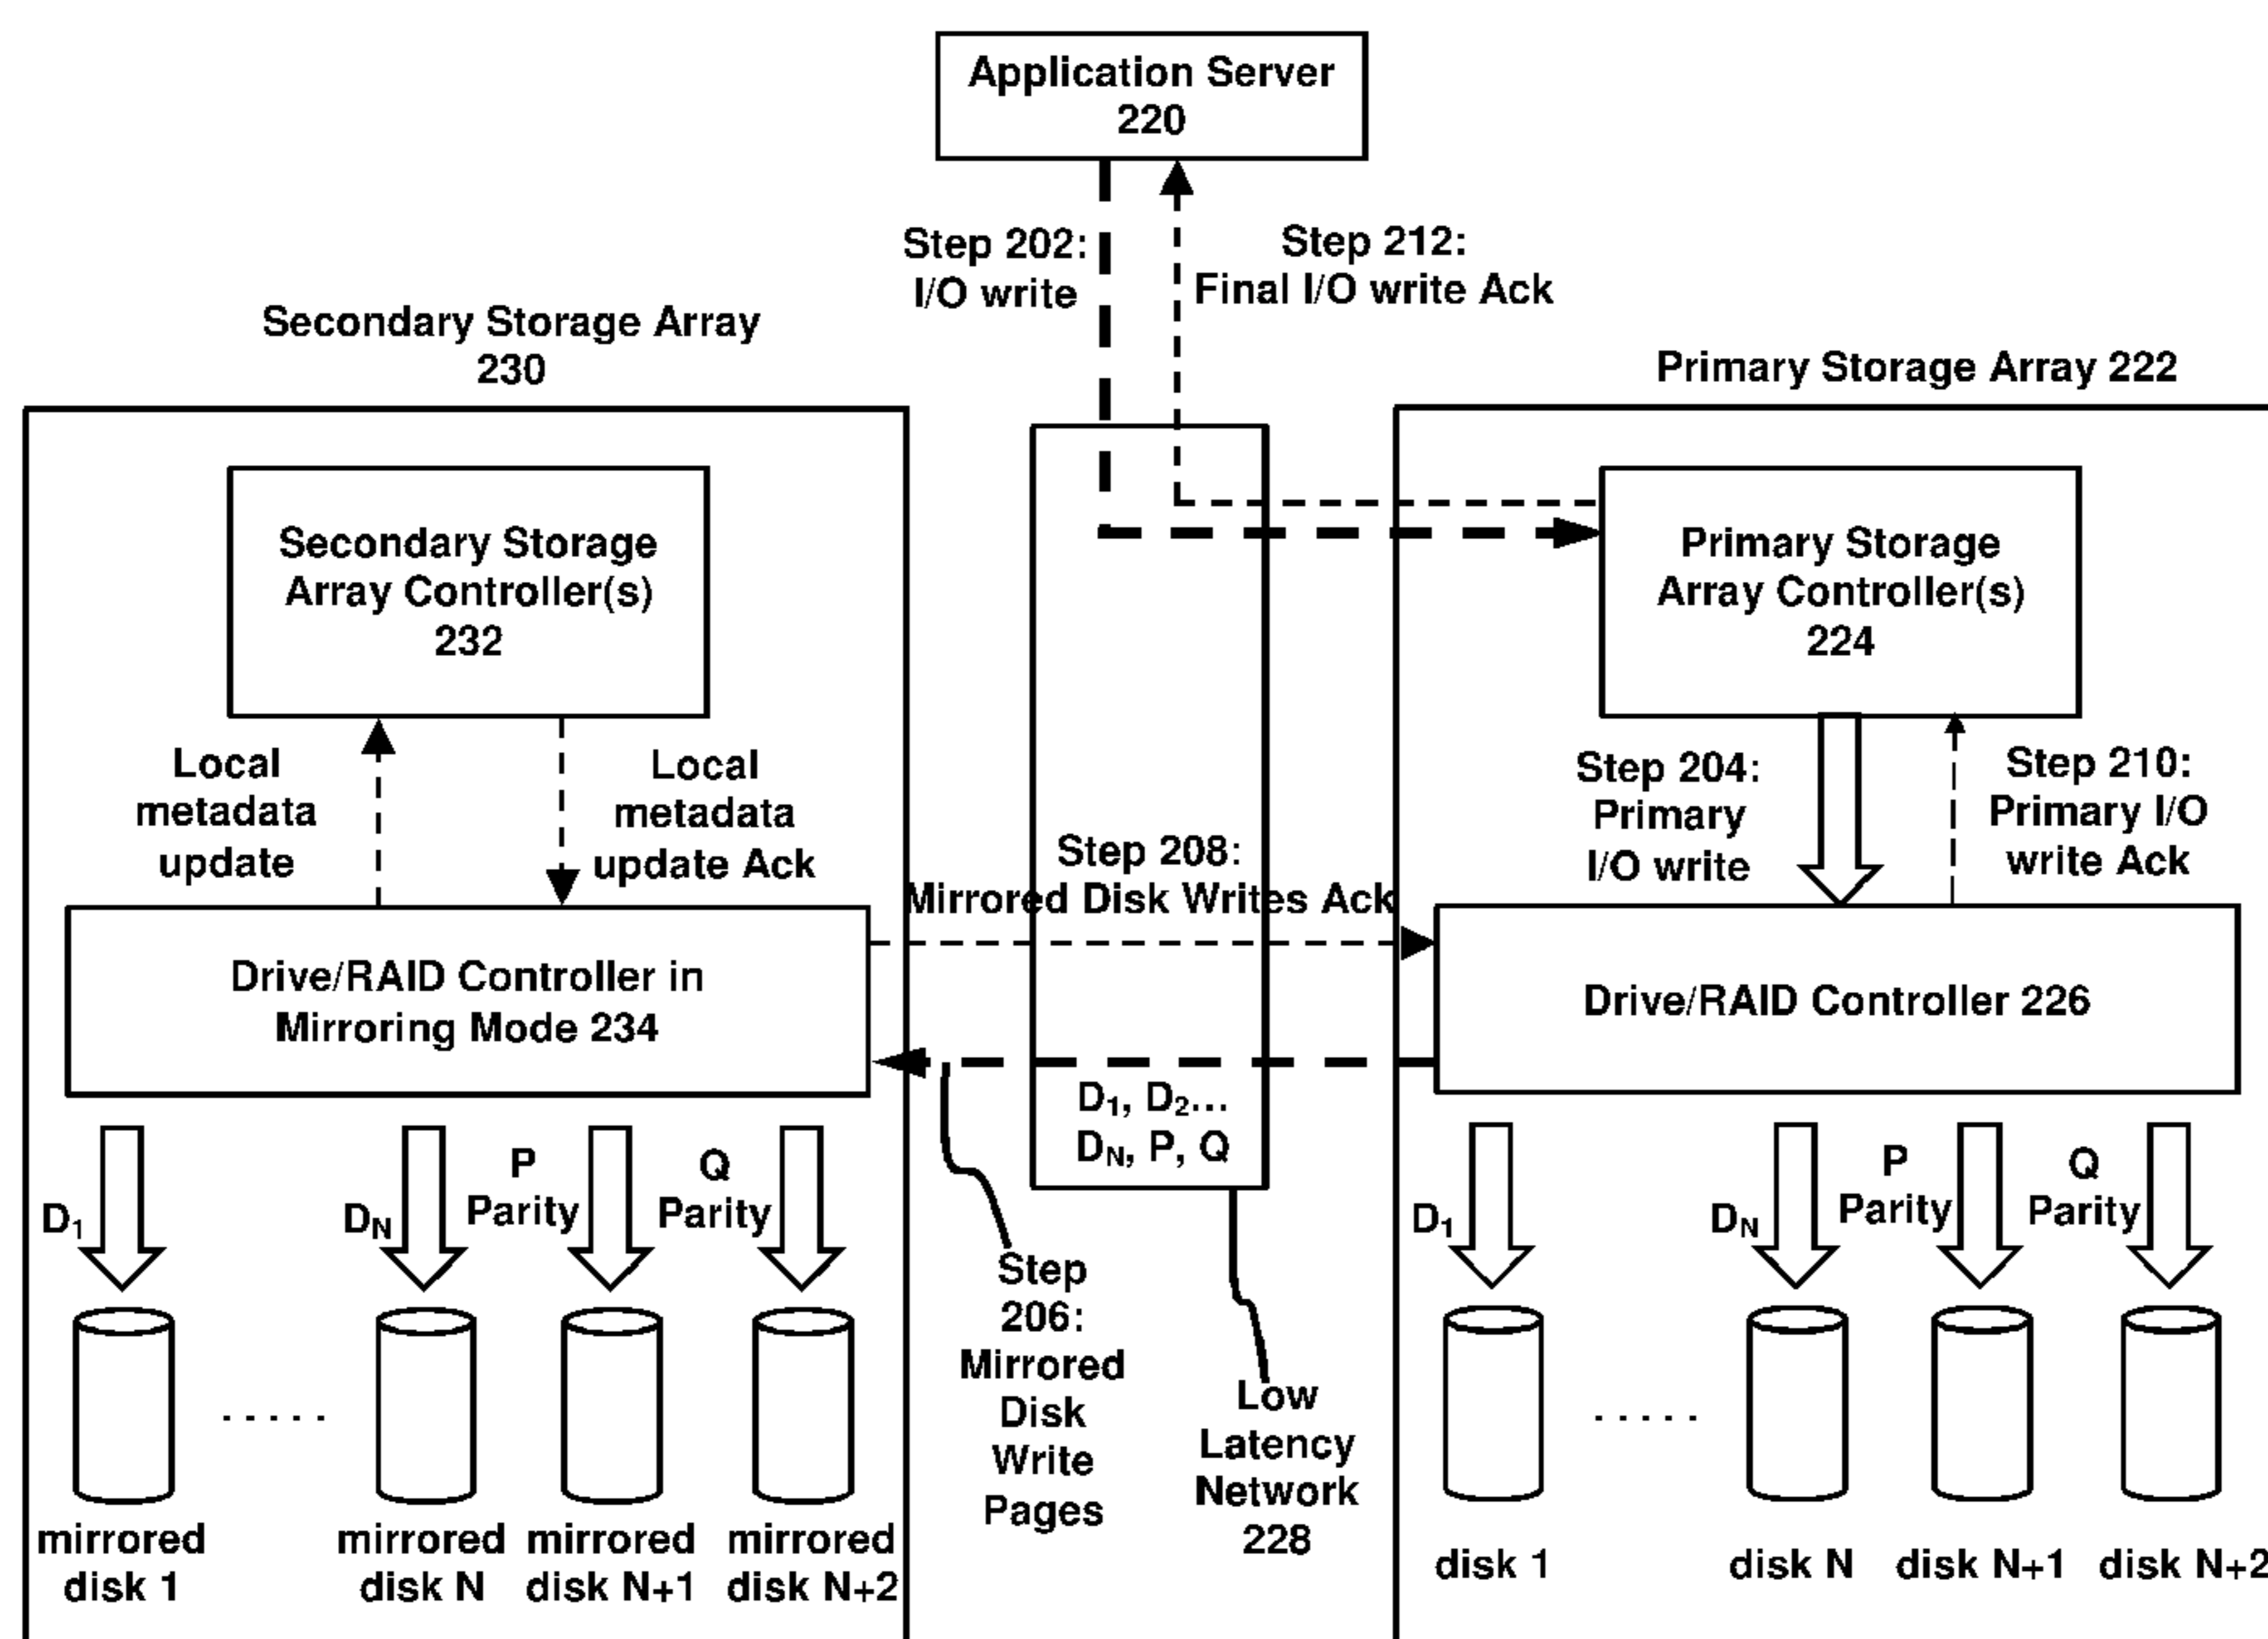 Application Server
220
Step 202:
I/O write
Step 212:
Final I/O write Ack
Secondary Storage Array
230
Primary Storage Array 222
Secondary Storage
Array Controller(s)
232
Primary Storage
Array Controller(s)
224
Local
metadata
update
Local
metadata
update Ack
Step 208:
Mirrored Disk Writes Ack
Step 204:
Primary
I/O write
Step 210:
Primary I/O
write Ack
Drive/RAID Controller in
Mirroring Mode 234
Drive/RAID Controller 226
D₁, D₂...
D_N, P, Q
D₁
D_N
P
Parity
Q
Parity
D₁
D_N
P
Parity
Q
Parity
Step
206:
Mirrored
Disk
Write
Pages
Low
Latency
Network
228
.....
.....
mirrored
disk 1
mirrored
disk N
mirrored
disk N+1
mirrored
disk N+2
disk 1
disk N
disk N+1
disk N+2